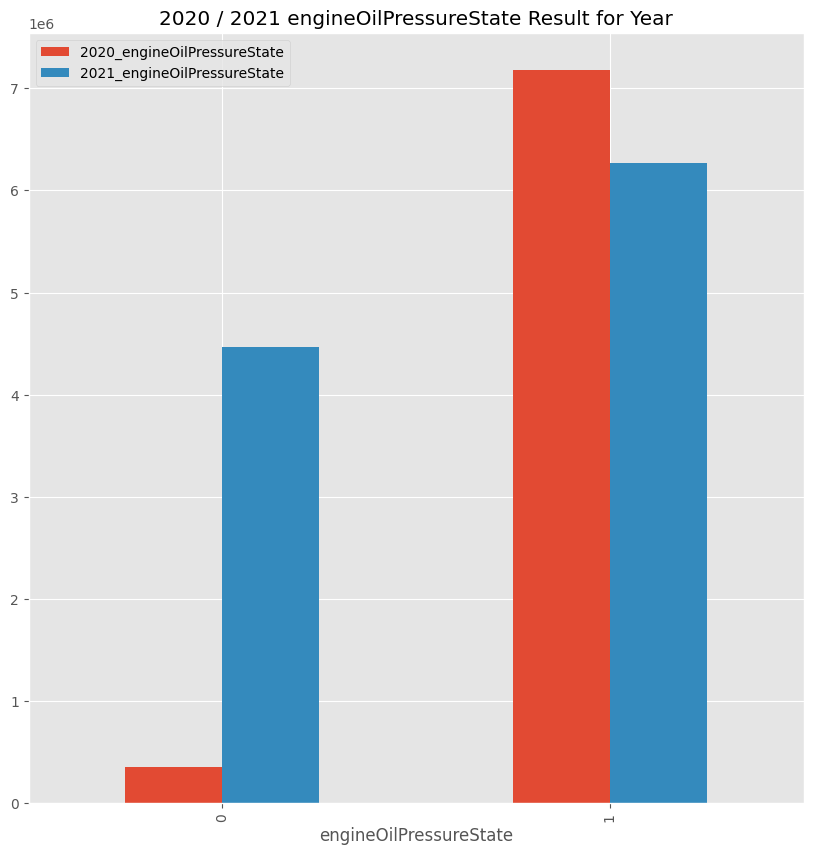 2020 / 2021 engineOilPressureState Result for Year
1e6
2020_engineOilPressureState
2021_engineOilPressureState
7
6
5
4
3
2
1
0
0
1
engineOilPressureState